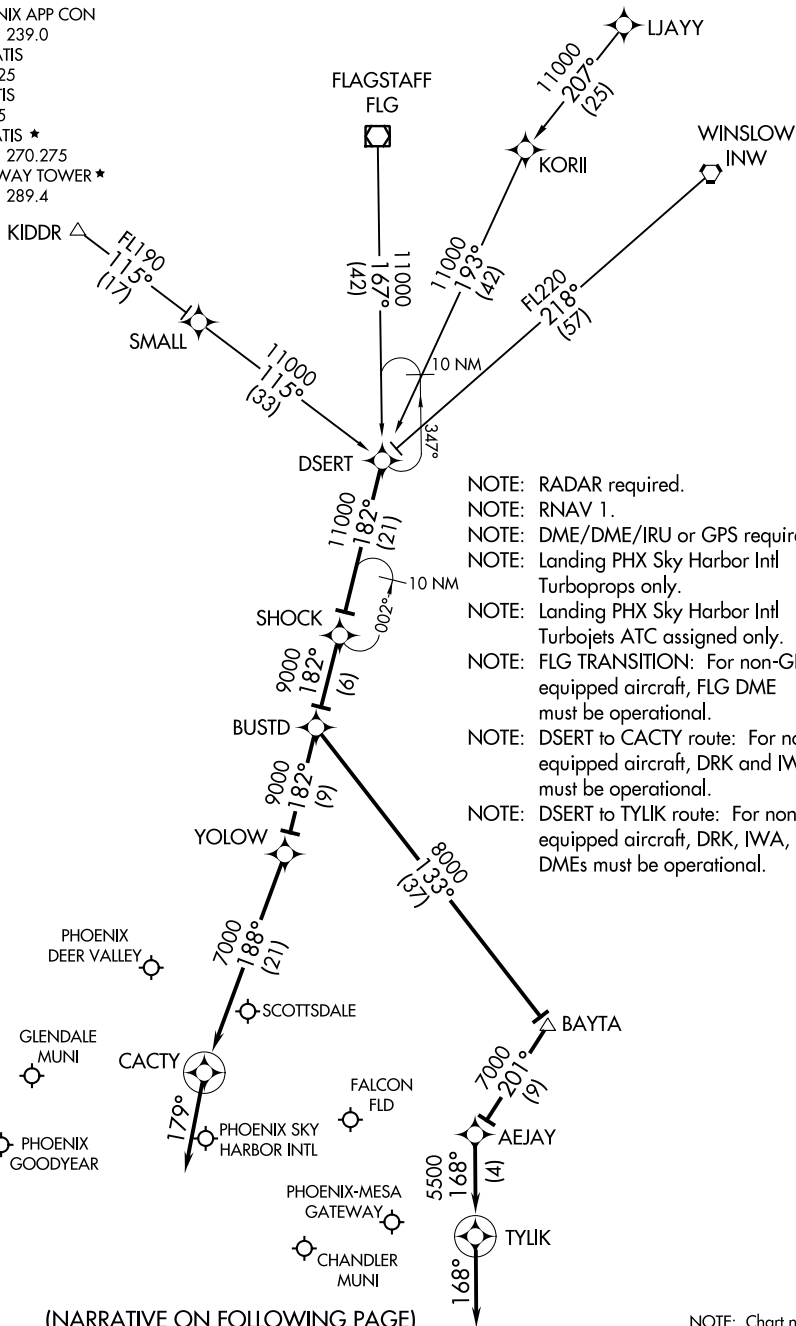 NIX APP CON
239.0
ATIS
25
TIS
5
ATIS ★
270.275
WAY TOWER ★
289.4
LJAYY
11000
207°
(25)
FLAGSTAFF
FLG
WINSLOW
INW
KORII
KIDDR
FL190
115°
(17)
11000
167°
(42)
11000
193°
(42)
FL220
218°
(57)
SMALL
11000
115°
(33)
10 NM
347°
DSERT
11000
182°
(21)
NOTE: RADAR required.
NOTE: RNAV 1.
NOTE: DME/DME/IRU or GPS requir
NOTE: Landing PHX Sky Harbor Intl
Turboprops only.
NOTE: Landing PHX Sky Harbor Intl
Turbojets ATC assigned only.
NOTE: FLG TRANSITION: For non-G
equipped aircraft, FLG DME
must be operational.
NOTE: DSERT to CACTY route: For no
equipped aircraft, DRK and IW
must be operational.
NOTE: DSERT to TYLIK route: For non
equipped aircraft, DRK, IWA,
DMEs must be operational.
10 NM
002°
SHOCK
9000
182°
(6)
BUSTD
9000
182°
(9)
YOLOW
8000
133°
(37)
7000
188°
(21)
PHOENIX
DEER VALLEY
SCOTTSDALE
BAYTA
GLENDALE
MUNI
CACTY
7000
201°
(9)
FALCON
FLD
179°
PHOENIX SKY
HARBOR INTL
AEJAY
PHOENIX
GOODYEAR
5500
168°
(4)
PHOENIX-MESA
GATEWAY
TYLIK
CHANDLER
MUNI
168°
(NARRATIVE ON FOLLOWING PAGE)
NOTE: Chart n